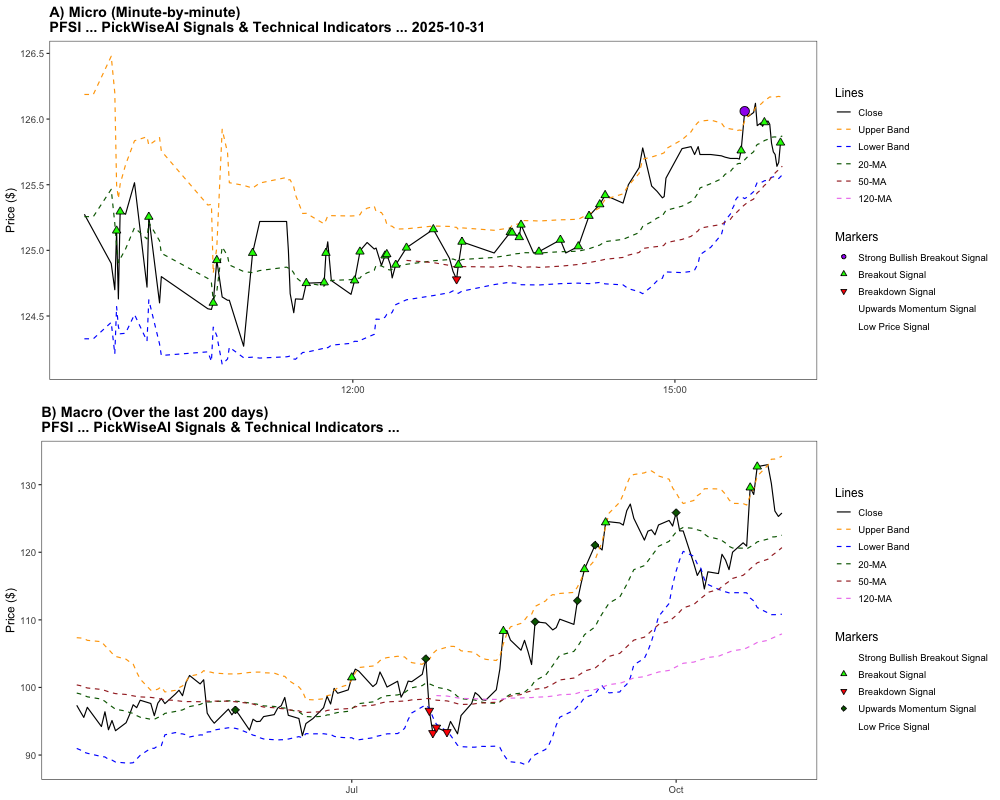 A) Micro (Minute-by-minute)
PFSI ... PickWiseAI Signals & Technical Indicators ... 2025-10-31
126.5
126.0
125.5
125.0
124.5
Price ($)
12:00
15:00
Lines
Close
Upper Band
Lower Band
20-MA
50-MA
120-MA
Markers
Strong Bullish Breakout Signal
Breakout Signal
Breakdown Signal
Upwards Momentum Signal
Low Price Signal
B) Macro (Over the last 200 days)
PFSI ... PickWiseAI Signals & Technical Indicators ...
130
120
110
100
90
Price ($)
Jul
Oct
Lines
Close
Upper Band
Lower Band
20-MA
50-MA
120-MA
Markers
Strong Bullish Breakout Signal
Breakout Signal
Breakdown Signal
Upwards Momentum Signal
Low Price Signal